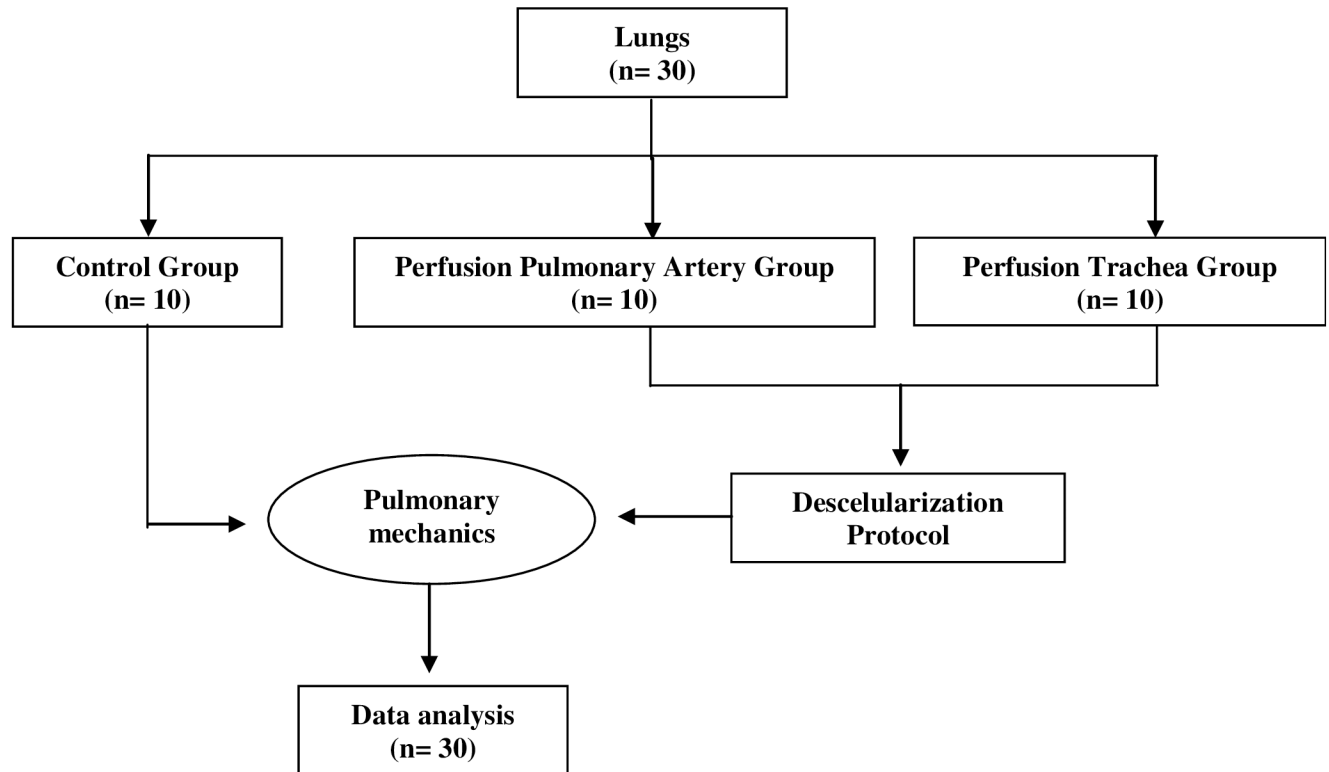 Lungs
(n= 30)
Control Group
(n= 10)
Perfusion Pulmonary Artery Group
(n= 10)
Perfusion Trachea Group
(n= 10)
Pulmonary
mechanics
Descelularization
Protocol
Data analysis
(n= 30)